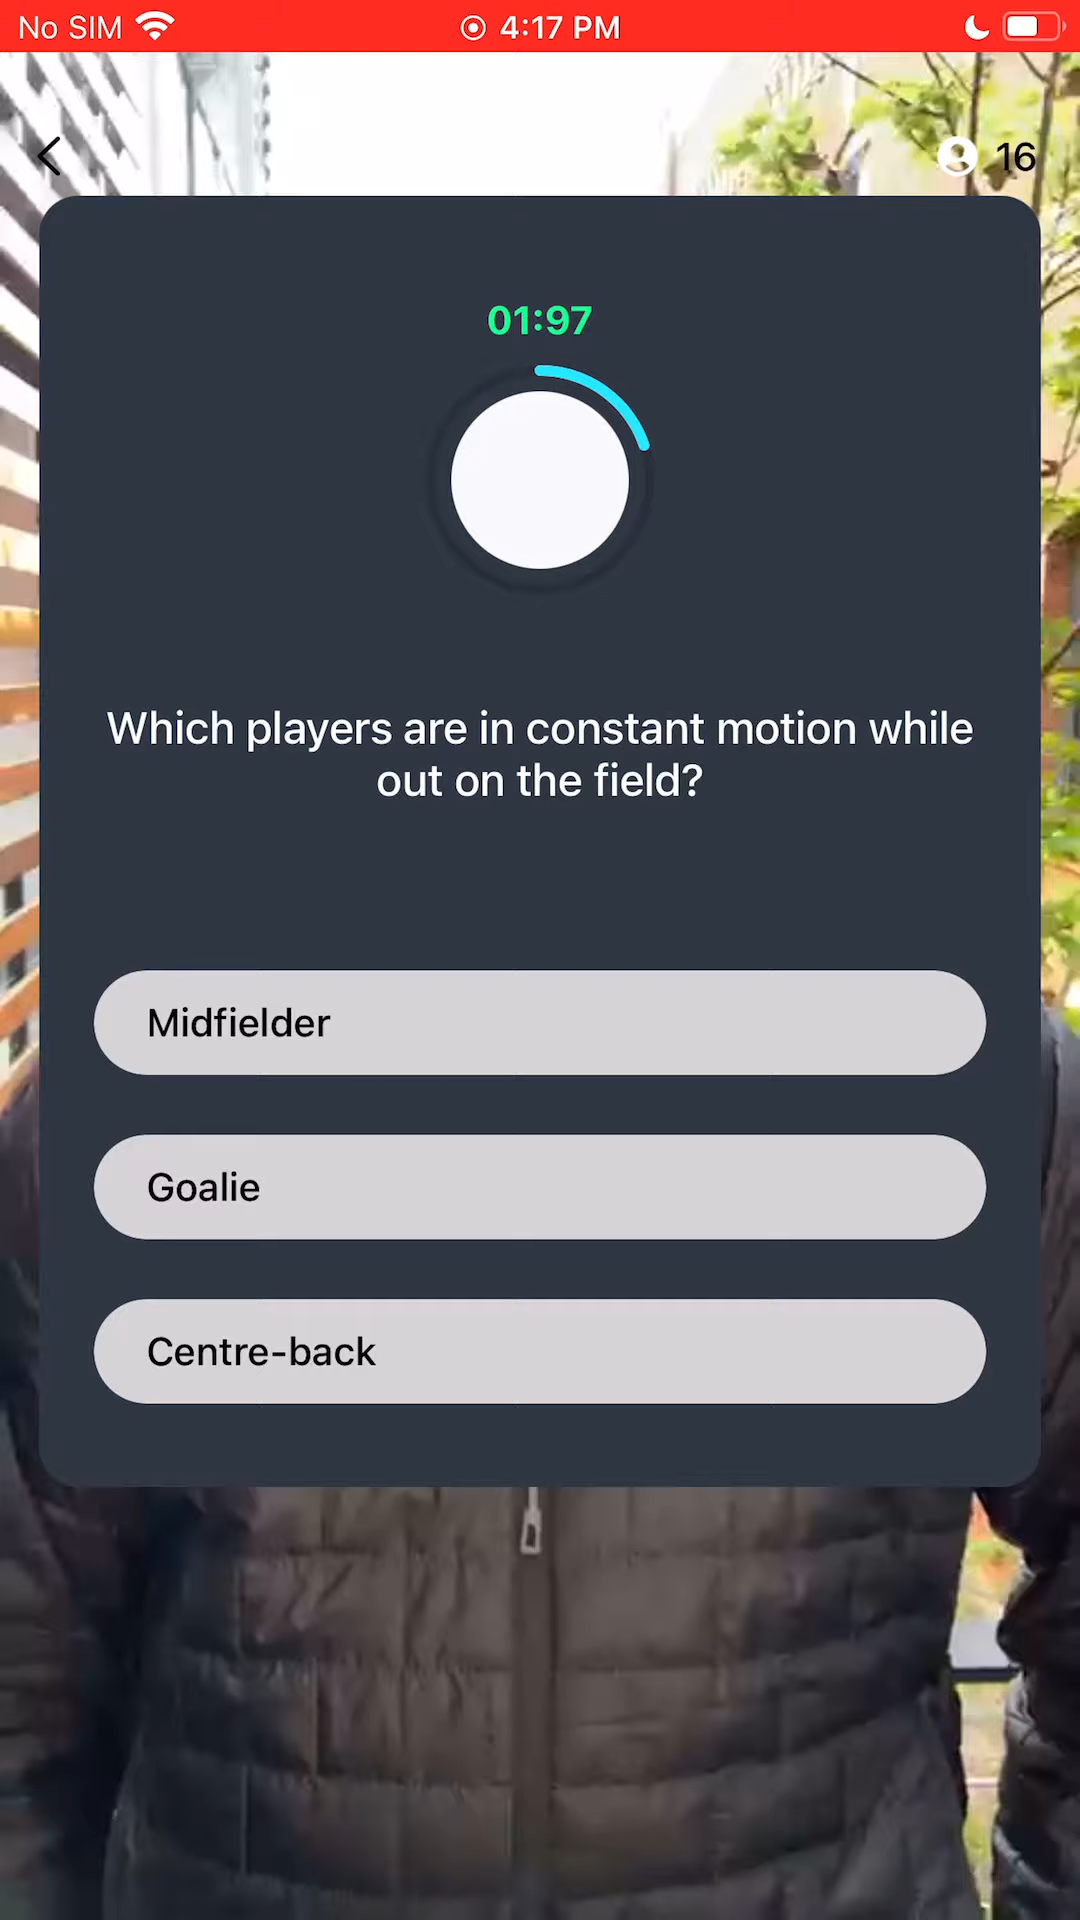 No SIM 4:17 PM
16
01:97
Which players are in constant motion while
out on the field?
Midfielder
Goalie
Centre-back